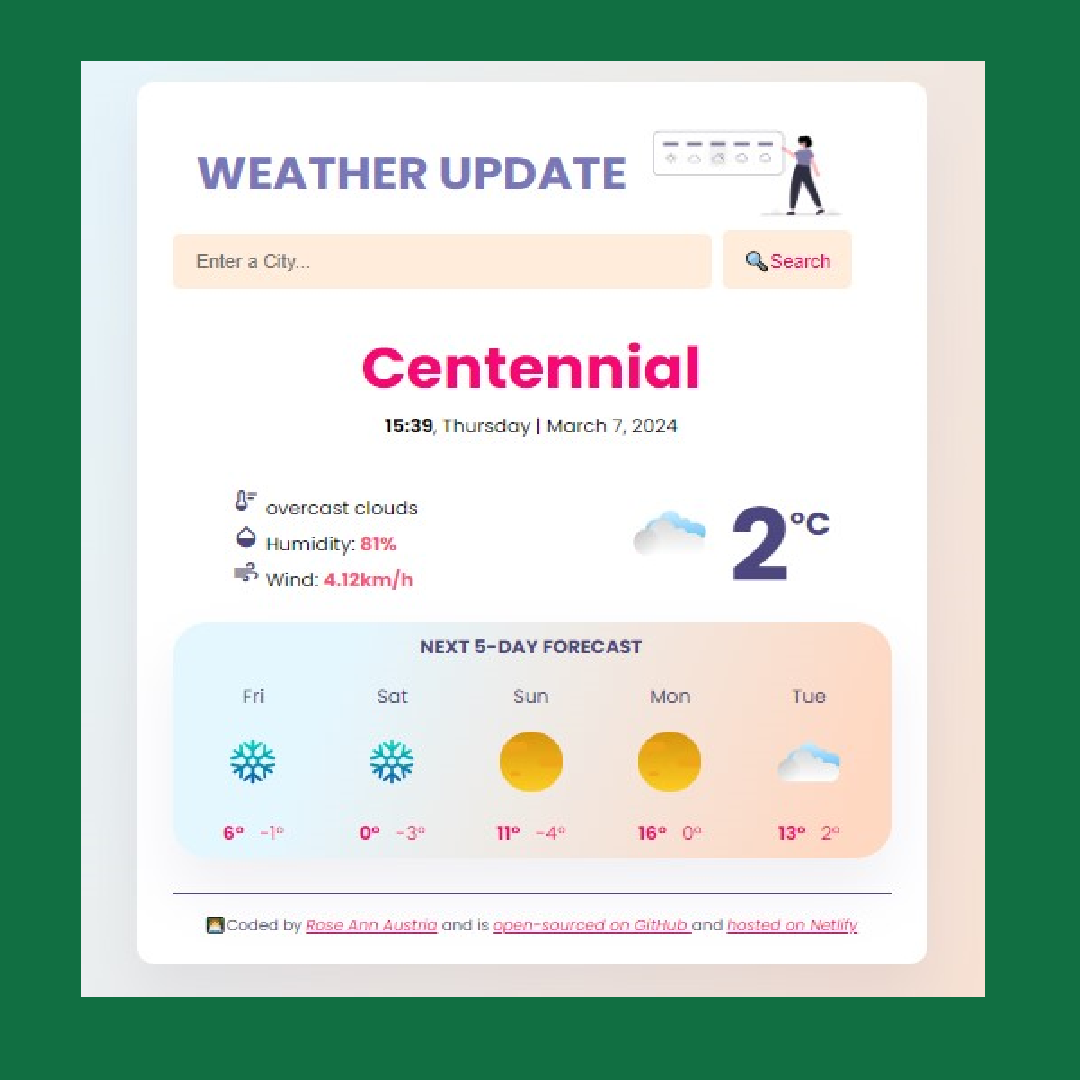 WEATHER UPDATE
Enter a City...
🔍Search
Centennial
15:39, Thursday | March 7, 2024
overcast clouds
Humidity: 81%
Wind: 4.12km/h
2°C
NEXT 5-DAY FORECAST
Fri Sat Sun Mon Tue
6° -1° 0° -3° 11° -4° 16° 0° 13° 2°
Coded by Rose Ann Austria and is open-sourced on GitHub and hosted on Netlify